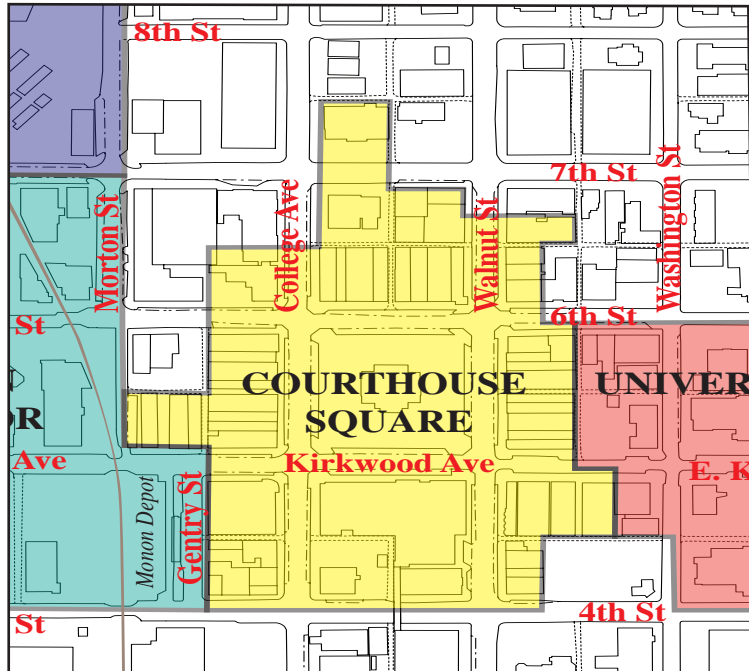 8th St
7th St
Morton St
College Ave
Walnut St
Washington St
St
6th St
N
COURTHOUSE
SQUARE
UNIVER
OR
Ave
Kirkwood Ave
E. K
Monon Depot
Gentry St
St
4th St